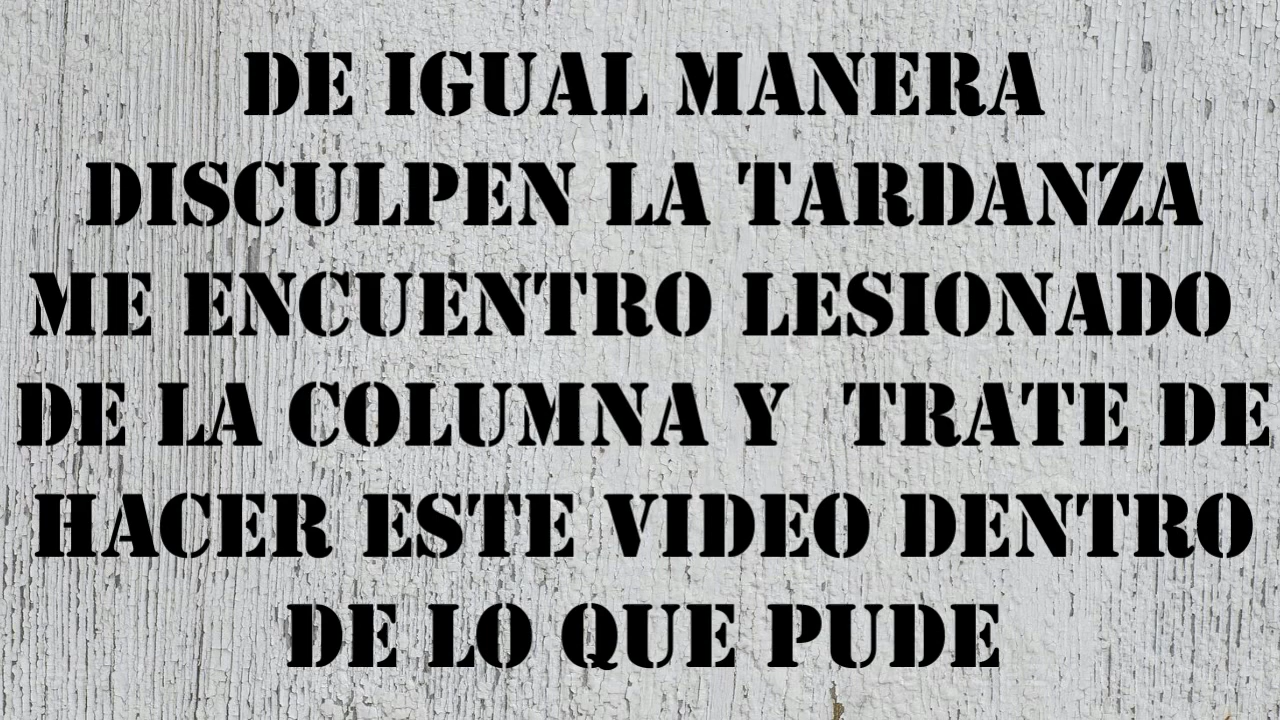 DE IGUAL MANERA
DISCULPEN LA TARDANZA
ME ENCUENTRO LESIONADO
DE LA COLUMNA Y TRATE DE
HACER ESTE VIDEO DENTRO
DE LO QUE PUDE